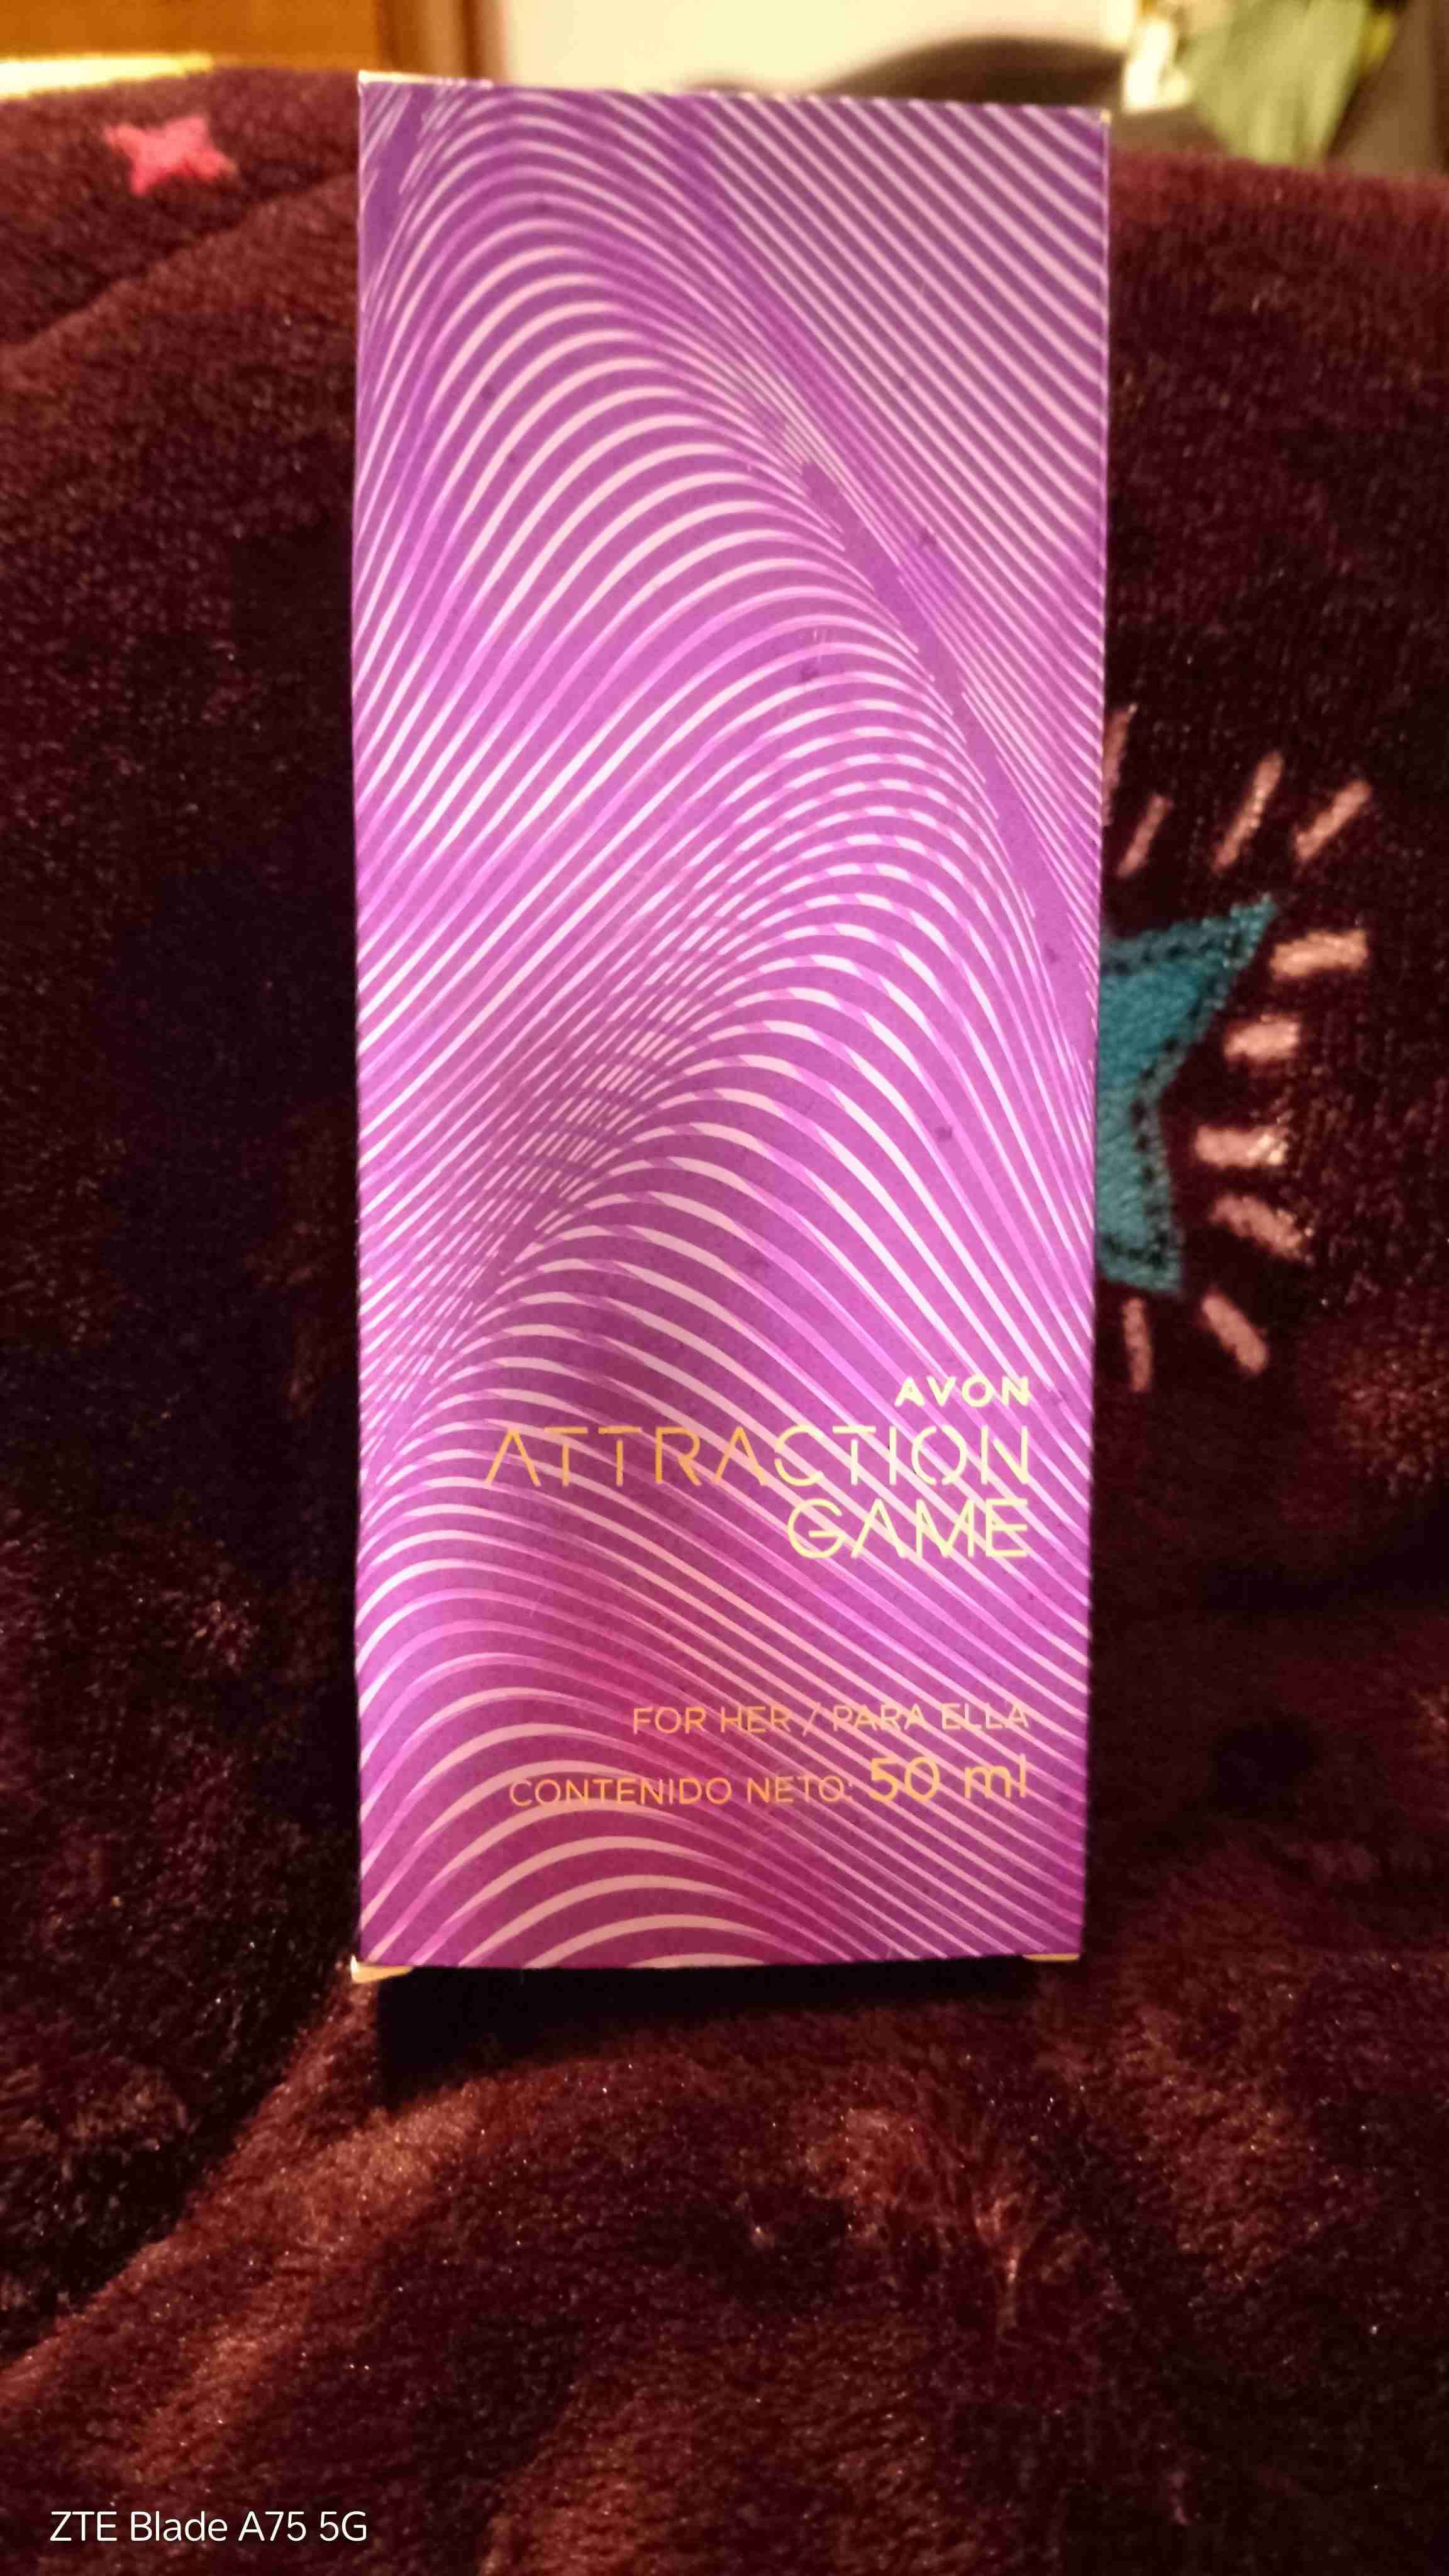 AVON
ATTRACTION
GAME
FOR HER / PARA ELLA
CONTENIDO NETO: 50 ml
ZTE Blade A75 5G